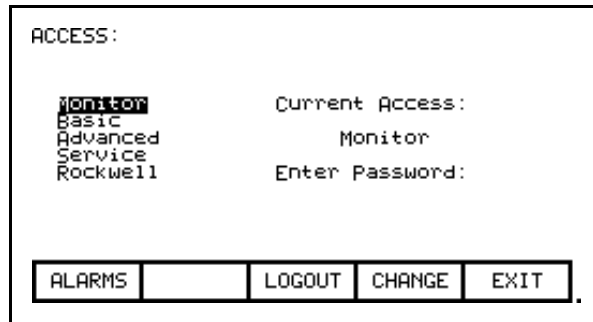 ACCESS:
Monitor
Basic
Advanced
Service
Rockwell
Current Access:
Monitor
Enter Password:
ALARMS LOGOUT CHANGE EXIT